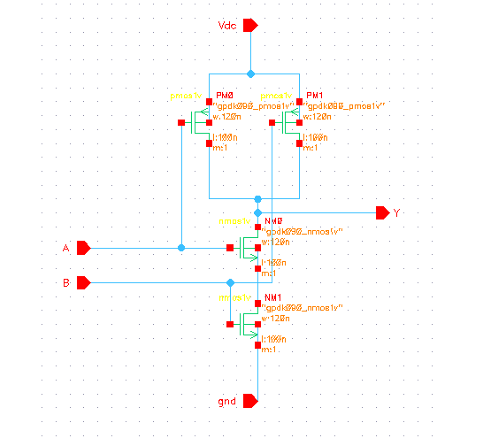 Vdc
pmos1v PM0
"gpdk090_pmos1v"
w:120n
l:100n
m:1
pmos1v PM1
"gpdk090_pmos1v"
w:120n
l:100n
m:1
Y
nmos1v NM0
"gpdk090_nmos1v"
w:120n
A
l:100n
m:1
B
nmos1v NM1
"gpdk090_nmos1v"
w:120n
l:100n
m:1
gnd